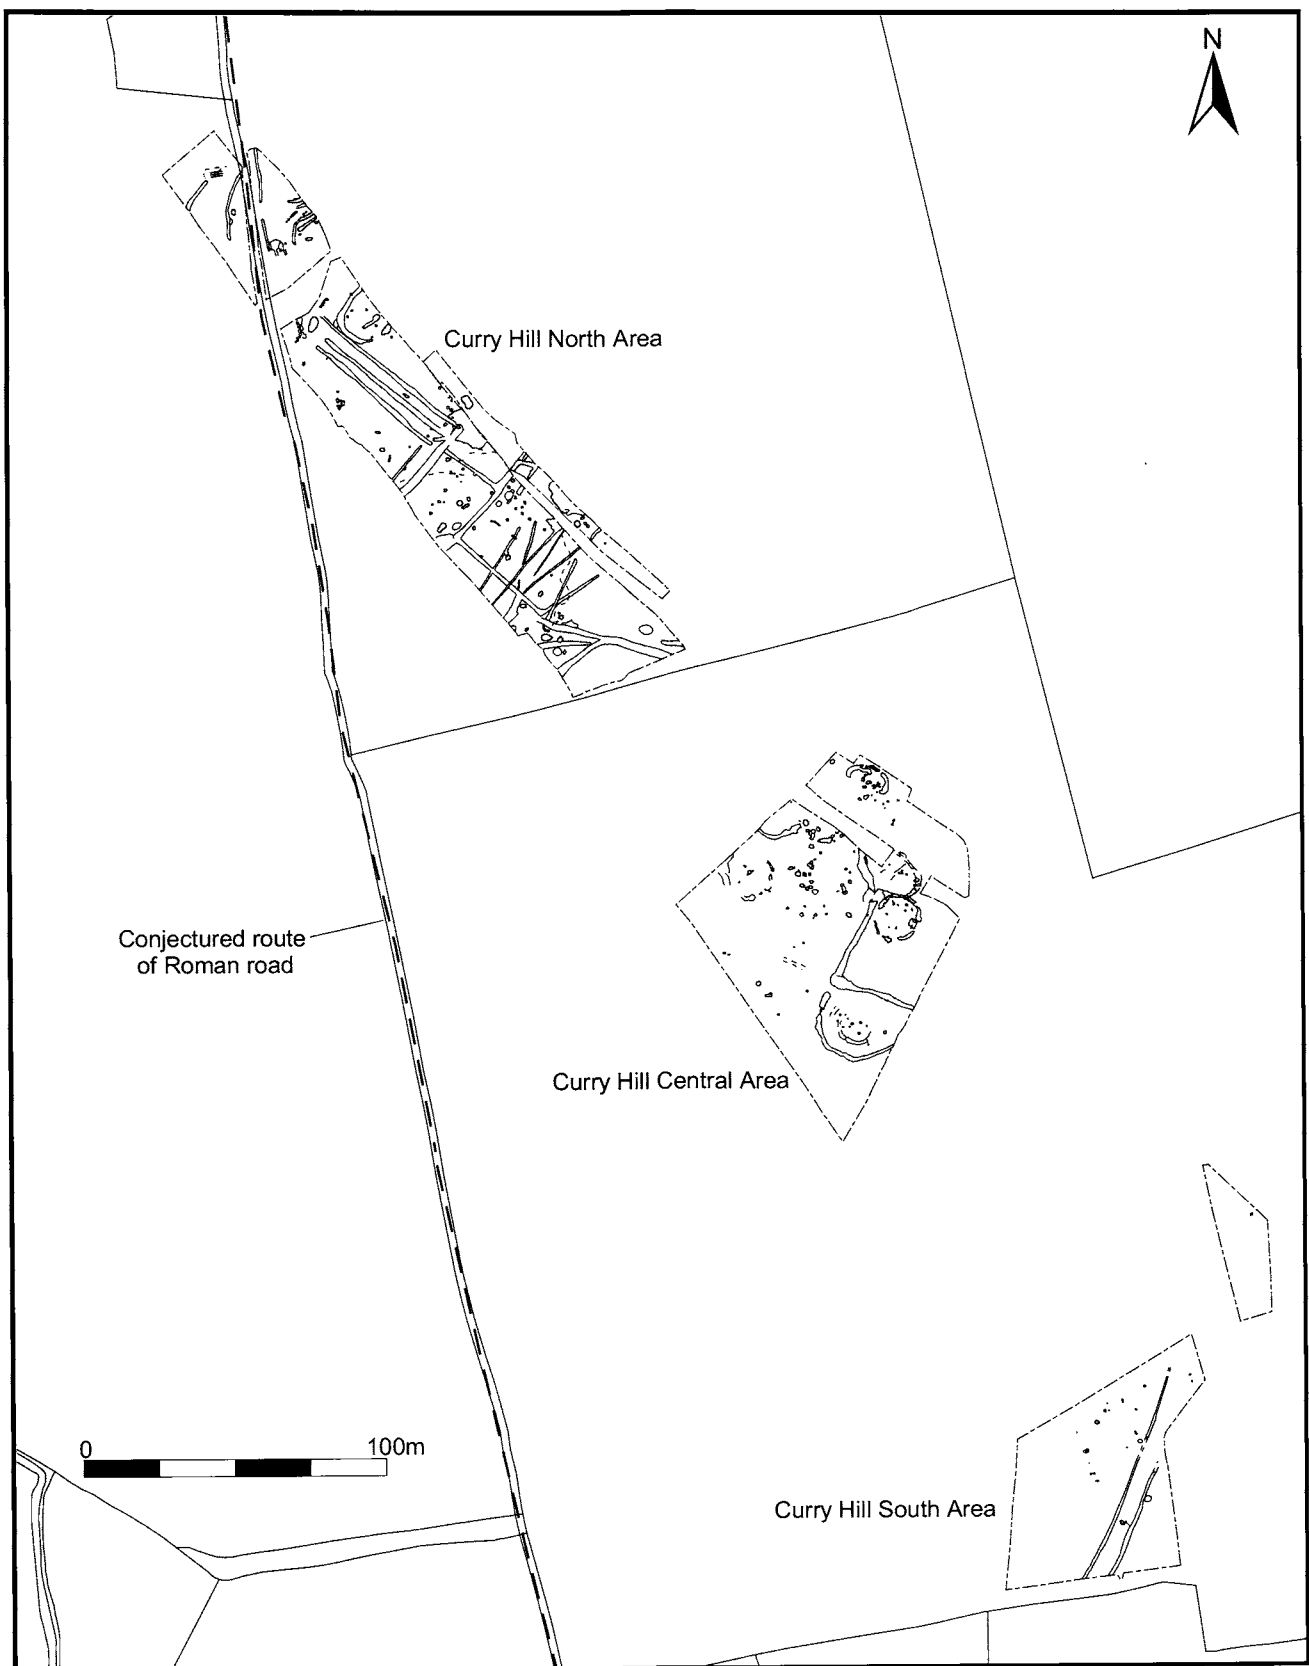 N
Curry Hill North Area
Conjectured route
of Roman road
Curry Hill Central Area
0 100m
Curry Hill South Area